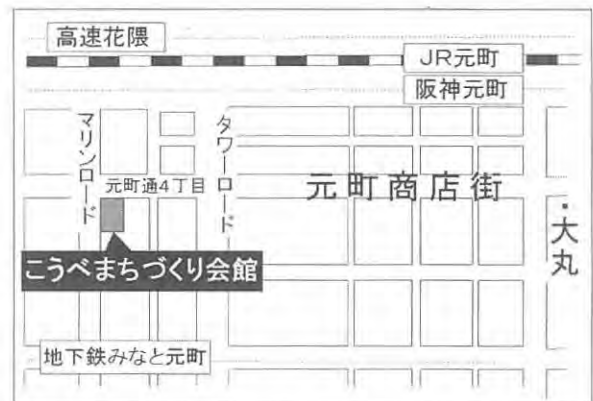 高速花隈
JR元町
阪神元町
マリンロード
タワーロード
元町通4丁目
元町商店街
・大丸
こうべまちづくり会館
地下鉄みなと元町